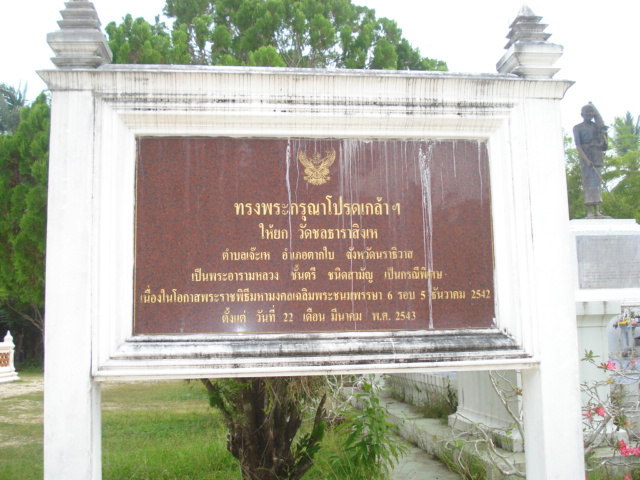 ทรงพระกรุณาโปรดเกล้า ฯ
ให้ยก วัดชลธาราสิงเห
ตำบลเจ๊ะเห อำเภอตากใบ จังหวัดนราธิวาส
เป็นพระอารามหลวง ชั้นตรี ชนิดสามัญ เป็นกรณีพิเศษ
เนื่องในโอกาสพระราชพิธีมหามงคลเฉลิมพระชนมพรรษา 6 รอบ 5 ธันวาคม 2542
ตั้งแต่ วันที่ 22 เดือน มีนาคม พ.ศ. 2543